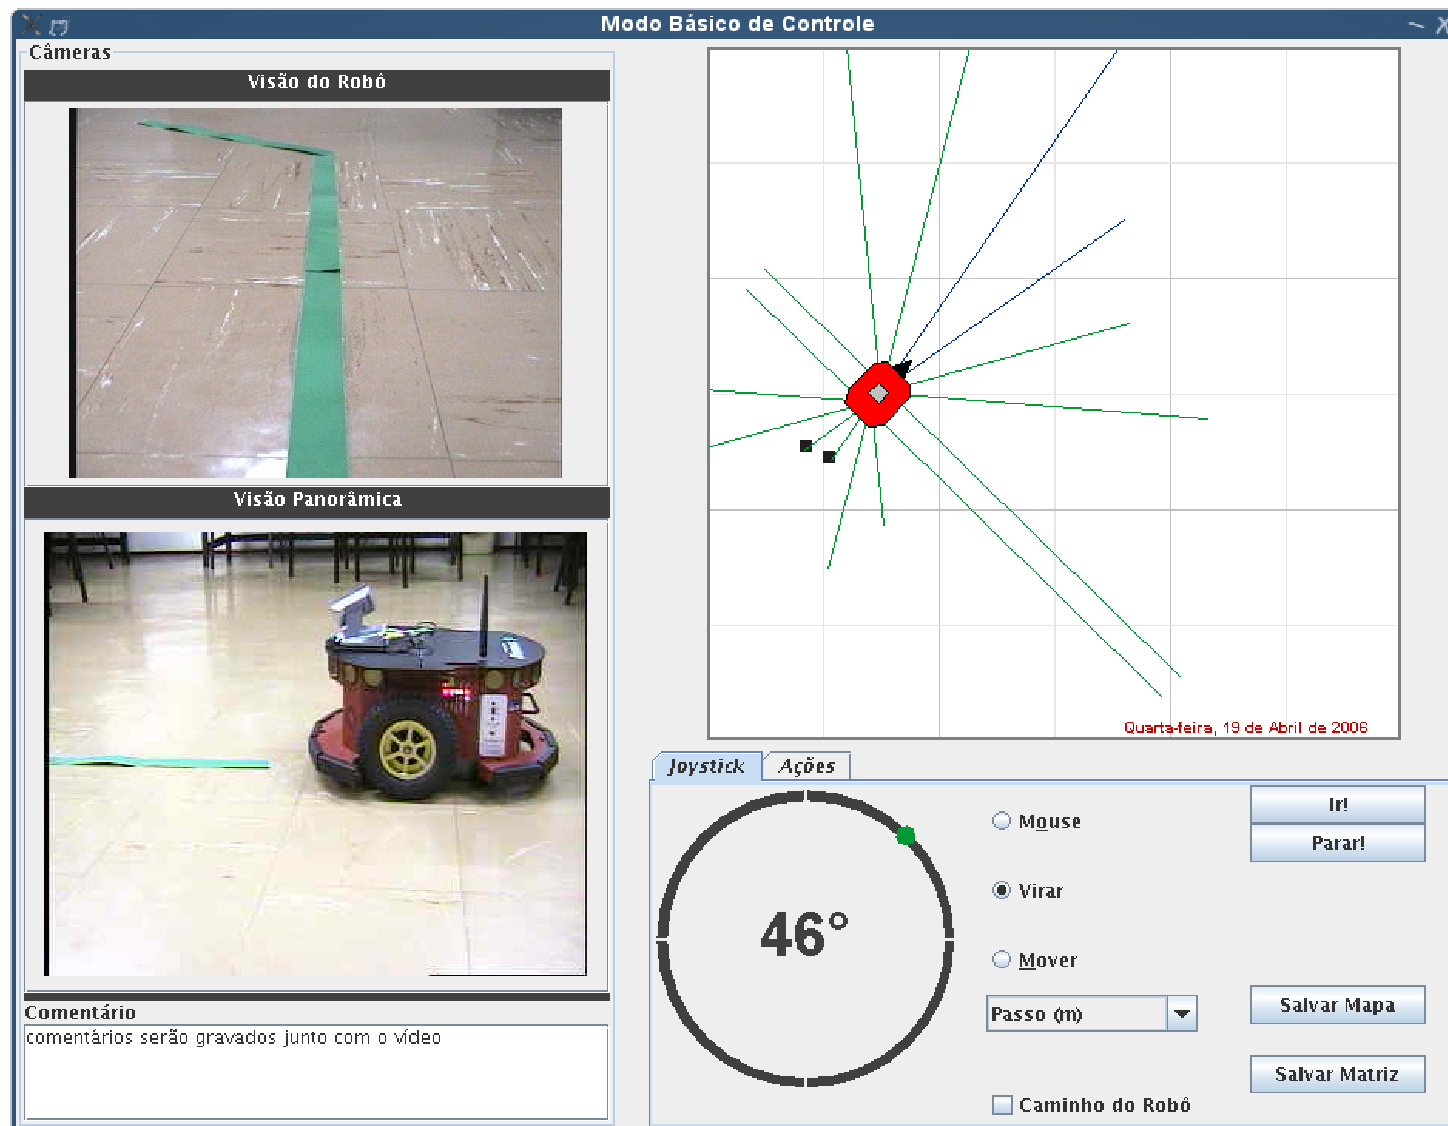 Modo Básico de Controle
Câmeras
Visão do Robô
Visão Panorâmica
Comentário
comentários serão gravados junto com o vídeo
Quarta-feira, 19 de Abril de 2006
Joystick
Ações
46°
Mouse
Virar
Mover
Passo (m)
Caminho do Robô
Ir!
Parar!
Salvar Mapa
Salvar Matriz